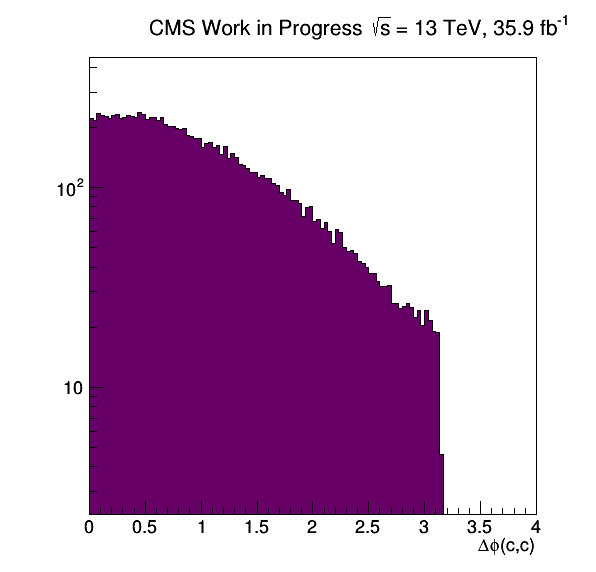 CMS Work in Progress √s = 13 TeV, 35.9 fb⁻¹
10²
10
0 0.5 1 1.5 2 2.5 3 3.5 4
Δϕ(c,c)